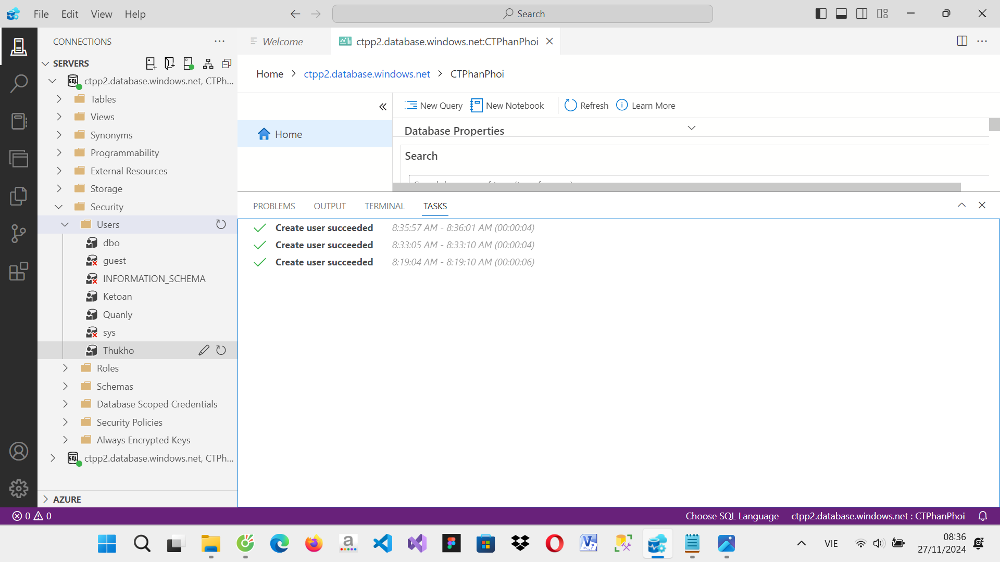 File Edit View Help
Search
CONNECTIONS
SERVERS
ctpp2.database.windows.net, CTPh...
Tables
Views
Synonyms
Programmability
External Resources
Storage
Security
Users
dbo
guest
INFORMATION_SCHEMA
Ketoan
Quanly
sys
Thukho
Roles
Schemas
Database Scoped Credentials
Security Policies
Always Encrypted Keys
ctpp2.database.windows.net, CTPh...
AZURE
Welcome
ctpp2.database.windows.net:CTPhanPhoi
Home > ctpp2.database.windows.net > CTPhanPhoi
New Query New Notebook Refresh Learn More
Home
Database Properties
Search
PROBLEMS OUTPUT TERMINAL TASKS
Create user succeeded 8:35:57 AM - 8:36:01 AM (00:00:04)
Create user succeeded 8:33:05 AM - 8:33:10 AM (00:00:04)
Create user succeeded 8:19:04 AM - 8:19:10 AM (00:00:06)
0 0
Choose SQL Language ctpp2.database.windows.net : CTPhanPhoi
VIE
08:36
27/11/2024